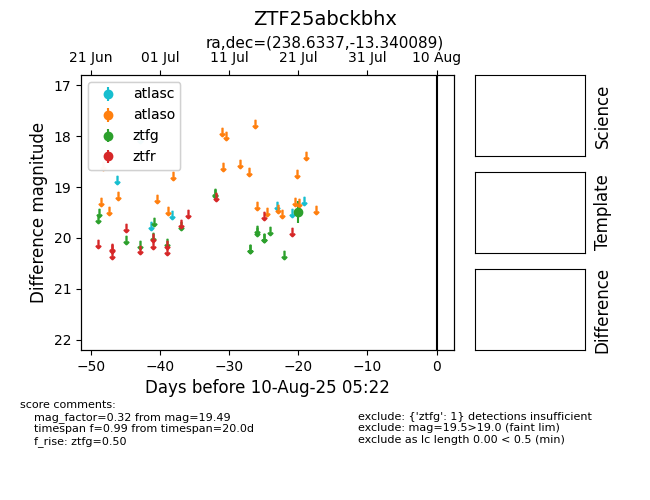 ZTF25abckbhx
ra,dec=(238.6337,-13.340089)
21 Jun 01 Jul 11 Jul 21 Jul 31 Jul 10 Aug
17
18
19
20
21
22
Difference magnitude
atlasc
atlaso
ztfg
ztfr
−50 −40 −30 −20 −10 0
Days before 10-Aug-25 05:22
Science
Template
Difference
score comments:
mag_factor=0.32 from mag=19.49
timespan f=0.99 from timespan=20.0d
f_rise: ztfg=0.50
exclude: {'ztfg': 1} detections insufficient
exclude: mag=19.5>19.0 (faint lim)
exclude as lc length 0.00 < 0.5 (min)